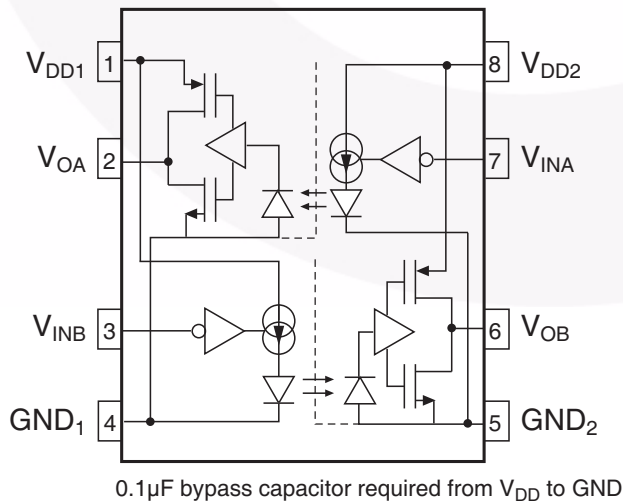 V_DD1 1
8 V_DD2
V_OA 2
7 V_INA
V_INB 3
6 V_OB
GND_1 4
5 GND_2
0.1µF bypass capacitor required from V_DD to GND